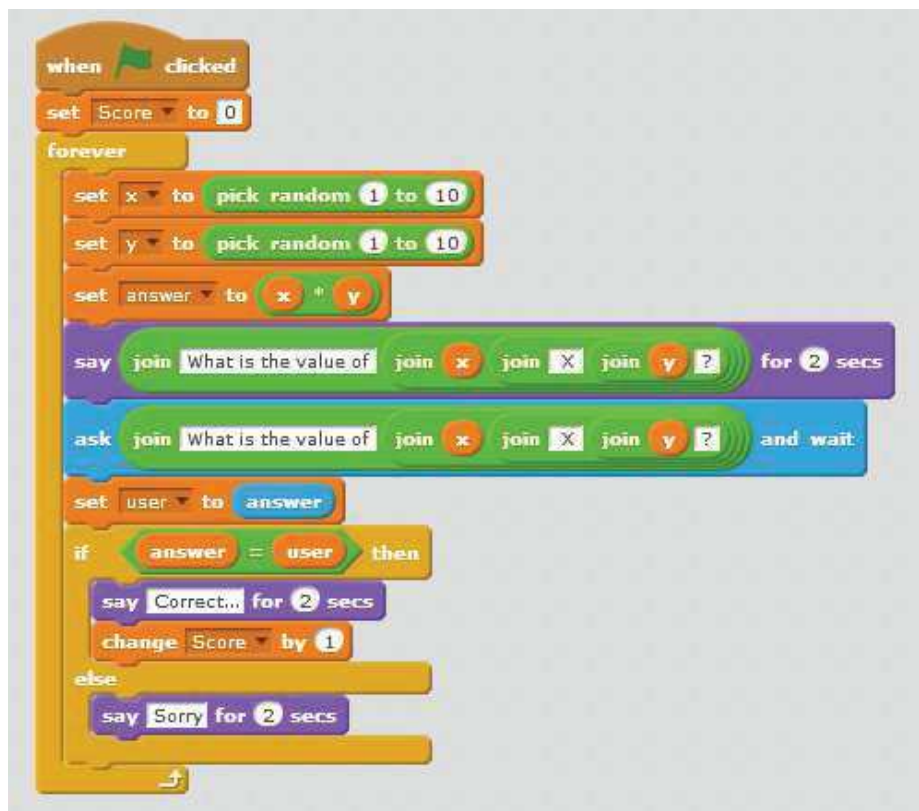 when clicked
set Score to 0
forever
set x to pick random 1 to 10
set y to pick random 1 to 10
set answer to x * y
say join What is the value of join x join X join y ? for 2 secs
ask join What is the value of join x join X join y ? and wait
set user to answer
if answer = user then
say Correct... for 2 secs
change Score by 1
else
say Sorry for 2 secs